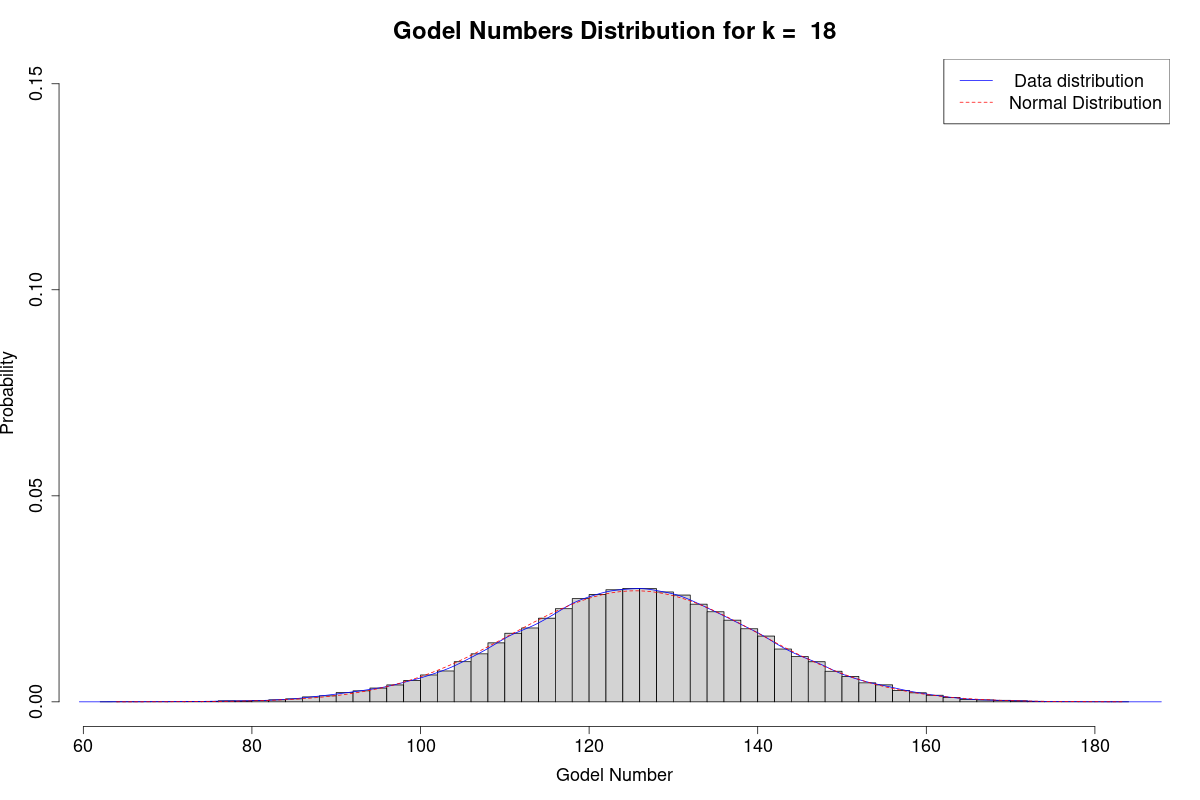 Godel Numbers Distribution for k =  18
Data distribution
Normal Distribution
0.15
0.10
0.05
0.00
Probability
60 80 100 120 140 160 180
Godel Number